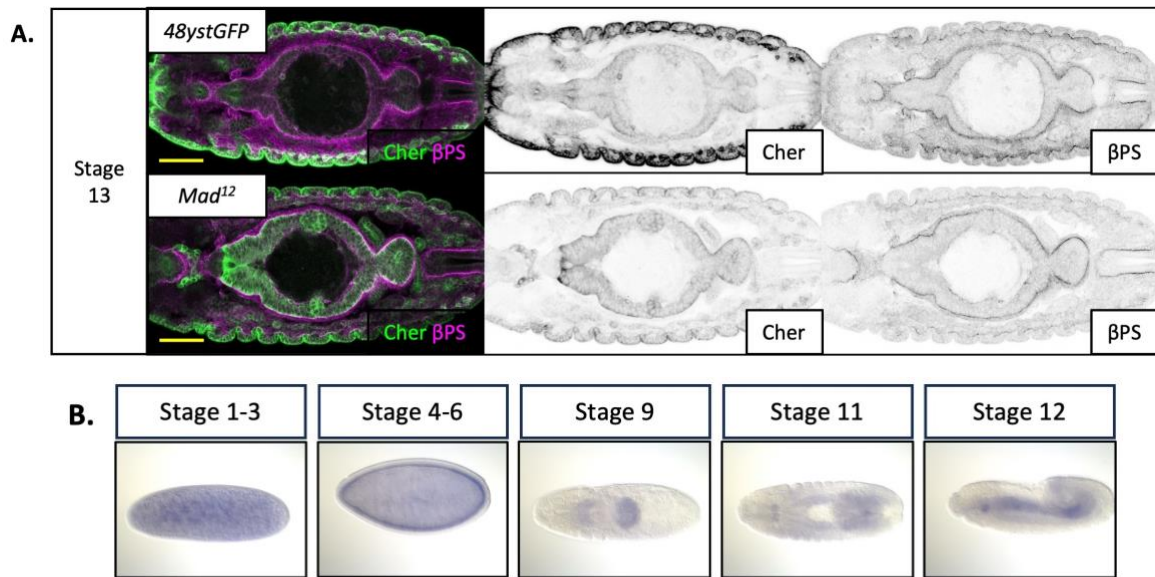 A.
Stage
13
48ystGFP
Cher βPS
Cher
βPS
Mad12
Cher βPS
Cher
βPS
B.
Stage 1-3
Stage 4-6
Stage 9
Stage 11
Stage 12